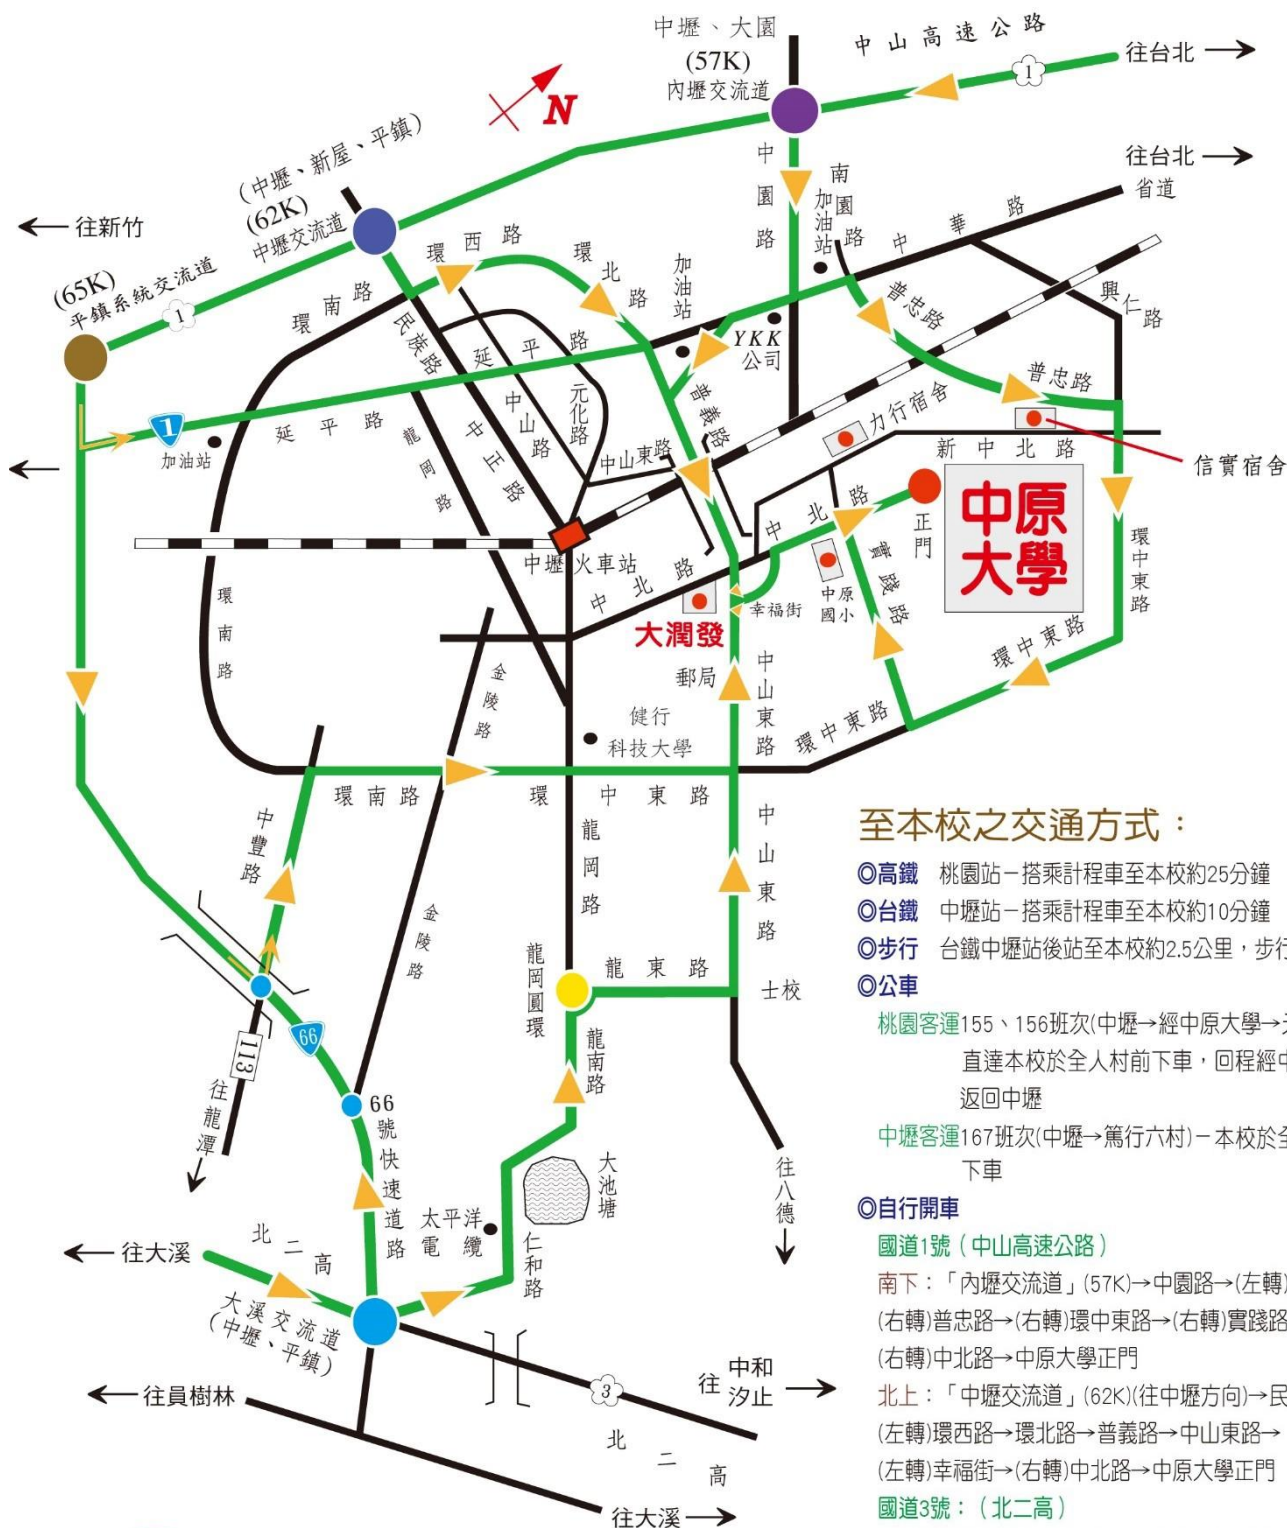 中壢、大園
(57K)
內壢交流道
中山高速公路
1
往台北
N
往台北
省道
(中壢、新屋、平鎮)
(62K)
中壢交流道
往新竹
(65K)
平鎮系統交流道
1
環西路
環北路
加油站
中園路
南園路
加油站
中華路
普忠路
興仁路
環南路
民族路
延平路
YKK
公司
普義路
普忠路
力行宿舍
新中北路
信實宿舍
1
加油站
延平路
龍岡路
中正路
中山路
元化路
中山東路
中北路
正門
中原
大學
環中東路
中壢火車站
中北路
中原
國小
實踐路
幸福街
大潤發
郵局
環南路
金陵路
中山東路
環中東路
環中東路
健行
科技大學
環南路
環中東路
中豐路
龍岡路
中山東路
金陵路
龍岡圓環
龍東路
士校
66
113
往龍潭
66號快速道路
龍南路
大池塘
往八德
太平洋
電纜
仁和路
往大溪
北二高
大溪交流道
(中壢、平鎮)
往員樹林
3
往 中和
汐止
北二高
往大溪
至本校之交通方式：
◎高鐵 桃園站－搭乘計程車至本校約25分鐘
◎台鐵 中壢站－搭乘計程車至本校約10分鐘
◎步行 台鐵中壢站後站至本校約2.5公里，步行
◎公車
桃園客運155、156班次(中壢→經中原大學→
直達本校於全人村前下車，回程經中
返回中壢
中壢客運167班次(中壢→篤行六村)－本校於全
下車
◎自行開車
國道1號（中山高速公路）
南下：「內壢交流道」(57K)→中園路→(左轉)
(右轉)普忠路→(右轉)環中東路→(右轉)實踐路
(右轉)中北路→中原大學正門
北上：「中壢交流道」(62K)(往中壢方向)→民
(左轉)環西路→環北路→普義路→中山東路→
(左轉)幸福街→(右轉)中北路→中原大學正門
國道3號：（北二高）